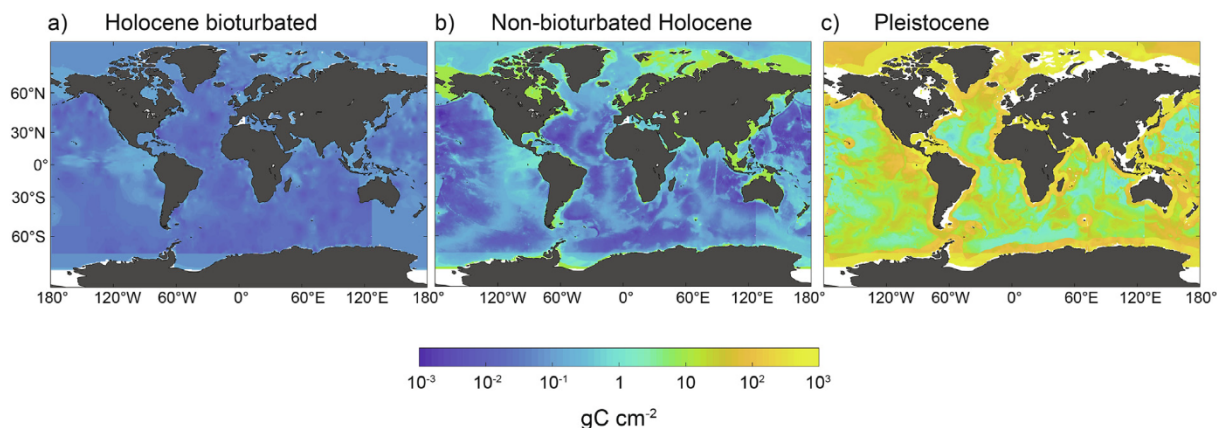 a) Holocene bioturbated
b) Non-bioturbated Holocene
c) Pleistocene
60°N
30°N
0°
30°S
60°S
180° 120°W 60°W 0° 60°E 120°E 180°
180° 120°W 60°W 0° 60°E 120°E 180°
180° 120°W 60°W 0° 60°E 120°E 180°
10⁻³ 10⁻² 10⁻¹ 1 10 10² 10³
gC cm⁻²